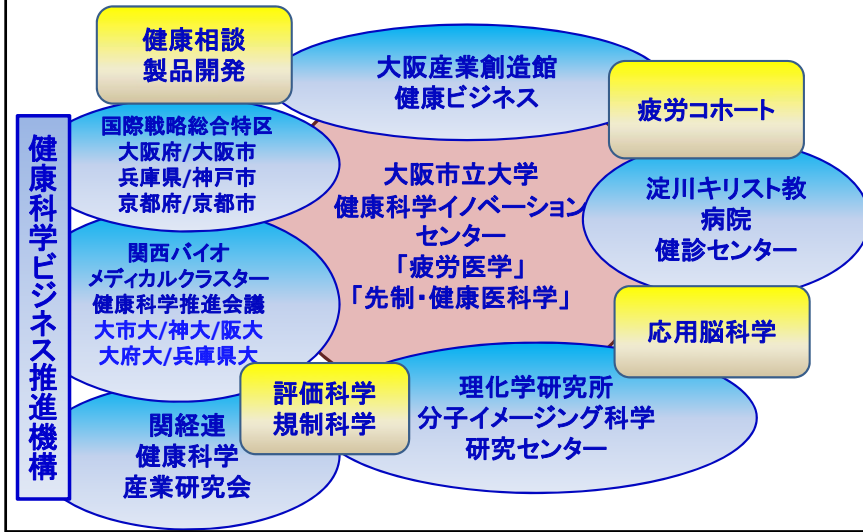 健康相談
製品開発
大阪産業創造館
健康ビジネス
疲労コホート
国際戦略総合特区
大阪府/大阪市
兵庫県/神戸市
京都府/京都市
健康科学ビジネス推進機構
大阪市立大学
健康科学イノベーション
センター
「疲労医学」
「先制・健康医科学」
淀川キリスト教
病院
健診センター
関西バイオ
メディカルクラスター
健康科学推進会議
大市大/神大/阪大
大府大/兵庫県大
応用脳科学
評価科学
規制科学
理化学研究所
分子イメージング科学
研究センター
関経連
健康科学
産業研究会